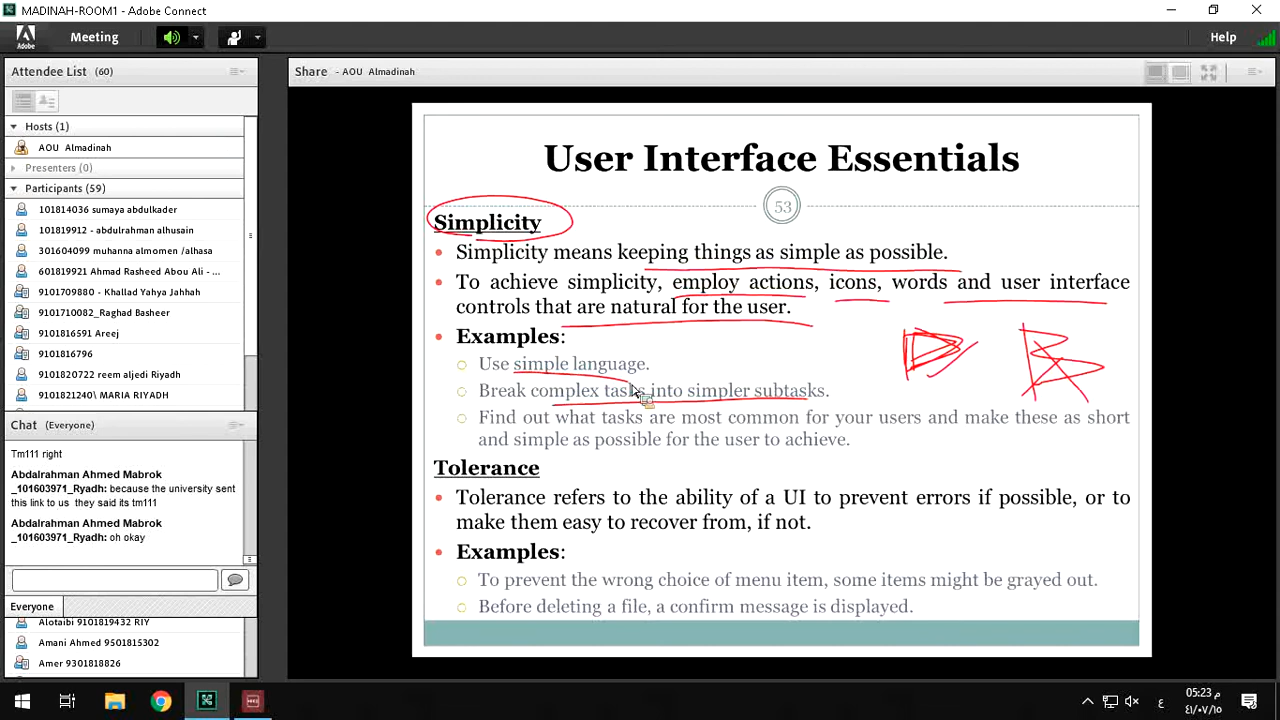 MADINAH-ROOM1 - Adobe Connect
Adobe
Meeting
Help
Attendee List (60)
Hosts (1)
AOU Almadinah
Presenters (0)
Participants (59)
101814036 sumaya abdulkader
101819912 - abdulrahman alhusain
301604099 muhanna almomen /alhasa
601819921 Ahmad Rasheed Abou Ali - ...
9101709880 - Khallad Yahya Jahhah
9101710082_Raghad Basheer
9101816591 Areej
9101816796
9101820722 reem aljedi Riyadh
9101821240\ MARIA RIYADH
Chat (Everyone)
Tm111 right
Abdalrahman Ahmed Mabrok
_101603971_Ryadh: because the university sent
this link to us they said its tm111
Abdalrahman Ahmed Mabrok
_101603971_Ryadh: oh okay
Everyone
Alotaibi 9101819432 RIY
Amani Ahmed 9501815302
Amer 9301818826
Share - AOU Almadinah
User Interface Essentials
53
Simplicity
• Simplicity means keeping things as simple as possible.
• To achieve simplicity, employ actions, icons, words and user interface
controls that are natural for the user.
• Examples:
Use simple language.
Break complex tasks into simpler subtasks.
Find out what tasks are most common for your users and make these as short
and simple as possible for the user to achieve.
Tolerance
• Tolerance refers to the ability of a UI to prevent errors if possible, or to
make them easy to recover from, if not.
• Examples:
To prevent the wrong choice of menu item, some items might be grayed out.
Before deleting a file, a confirm message is displayed.
ع
05:23 م
٤١/٠٧/١٥